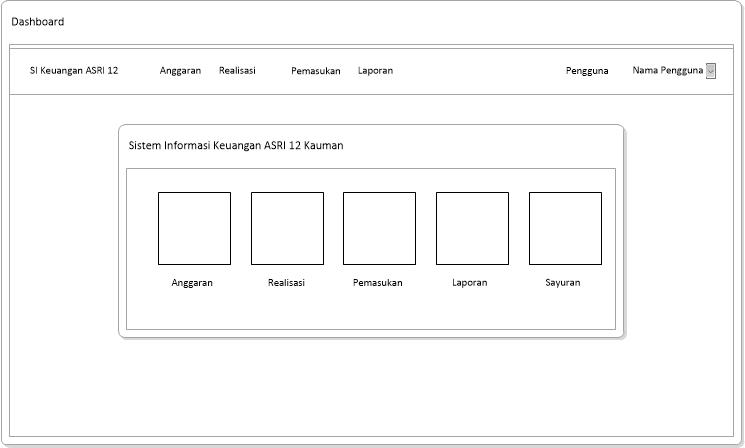 Dashboard
SI Keuangan ASRI 12 Anggaran Realisasi Pemasukan Laporan Pengguna Nama Pengguna
Sistem Informasi Keuangan ASRI 12 Kauman
Anggaran Realisasi Pemasukan Laporan Sayuran